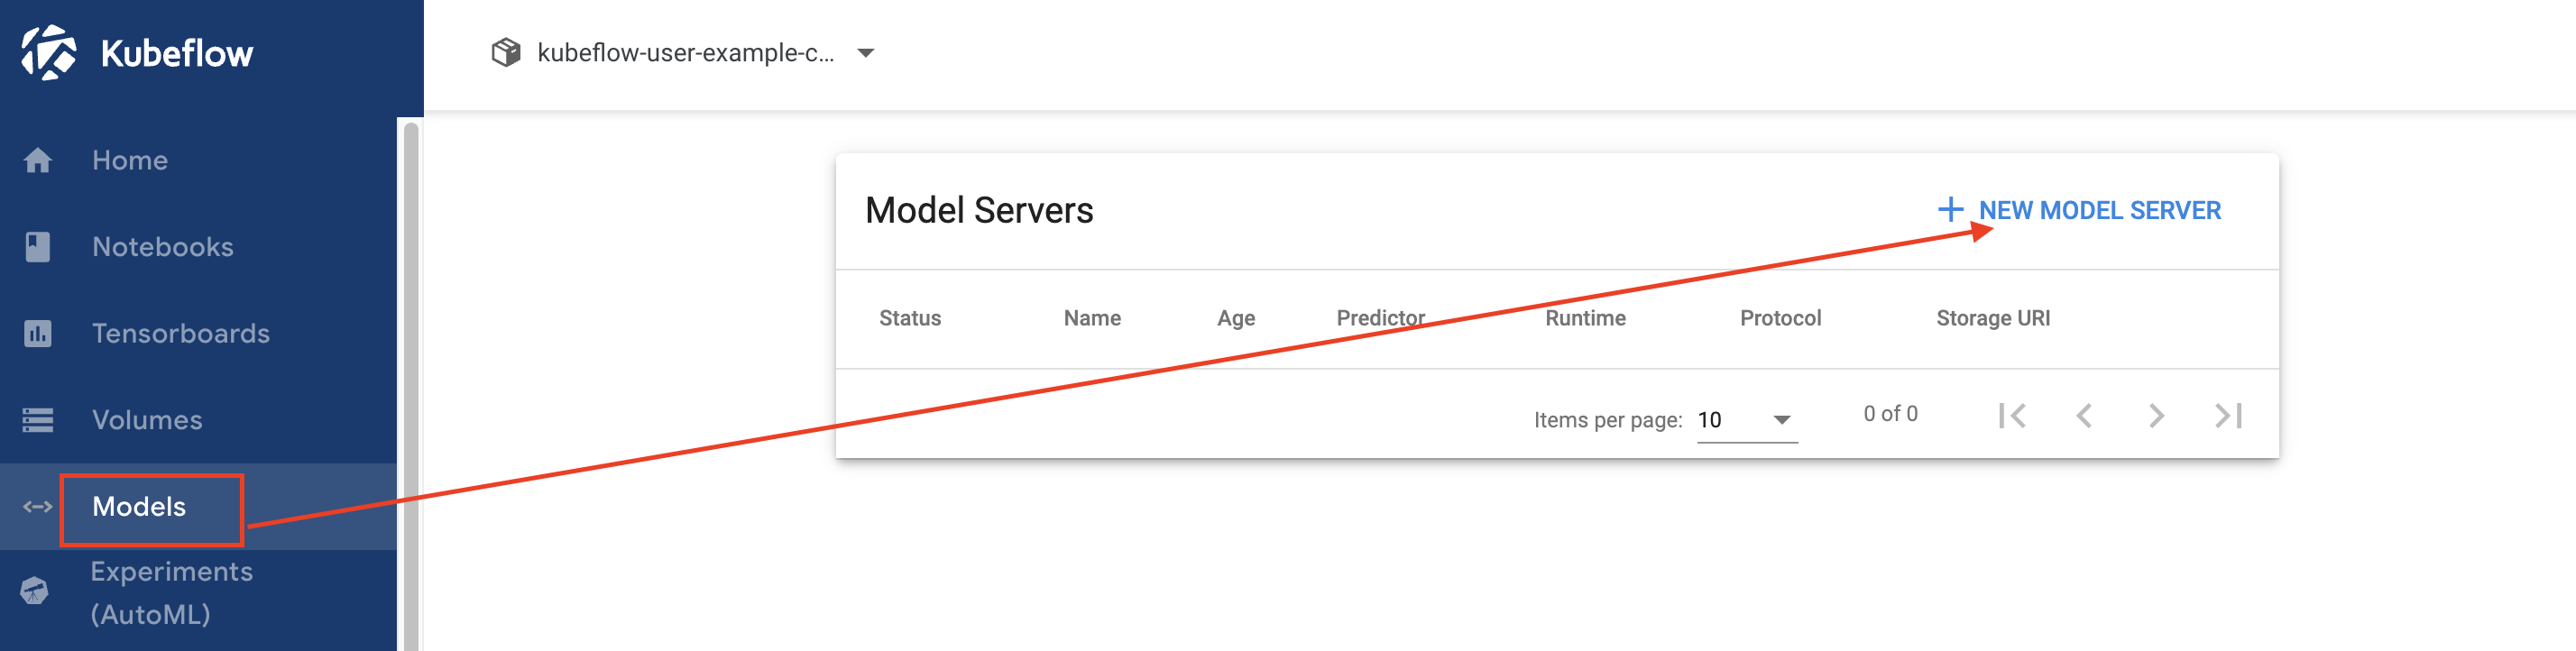 Kubeflow
kubeflow-user-example-c...
Home
Notebooks
Tensorboards
Volumes
Models
Experiments
(AutoML)
Model Servers
NEW MODEL SERVER
Status Name Age Predictor Runtime Protocol Storage URI
Items per page: 10 0 of 0